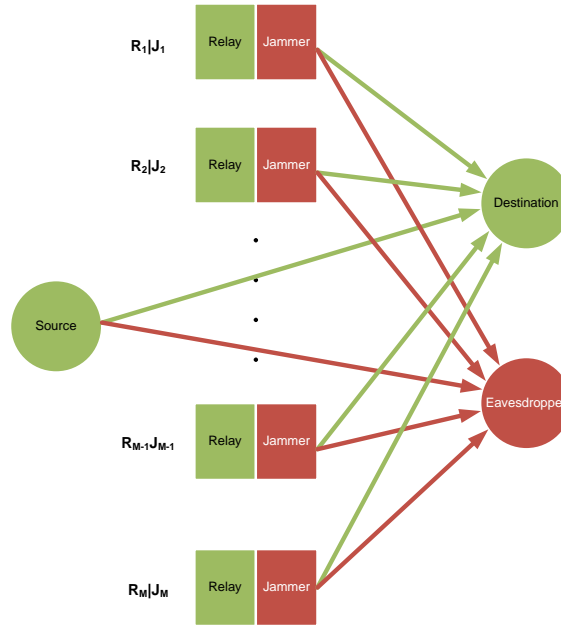 R1|J1 Relay Jammer
R2|J2 Relay Jammer
Destination
Source
Eavesdroppe
RM-1JM-1 Relay Jammer
RM|JM Relay Jammer